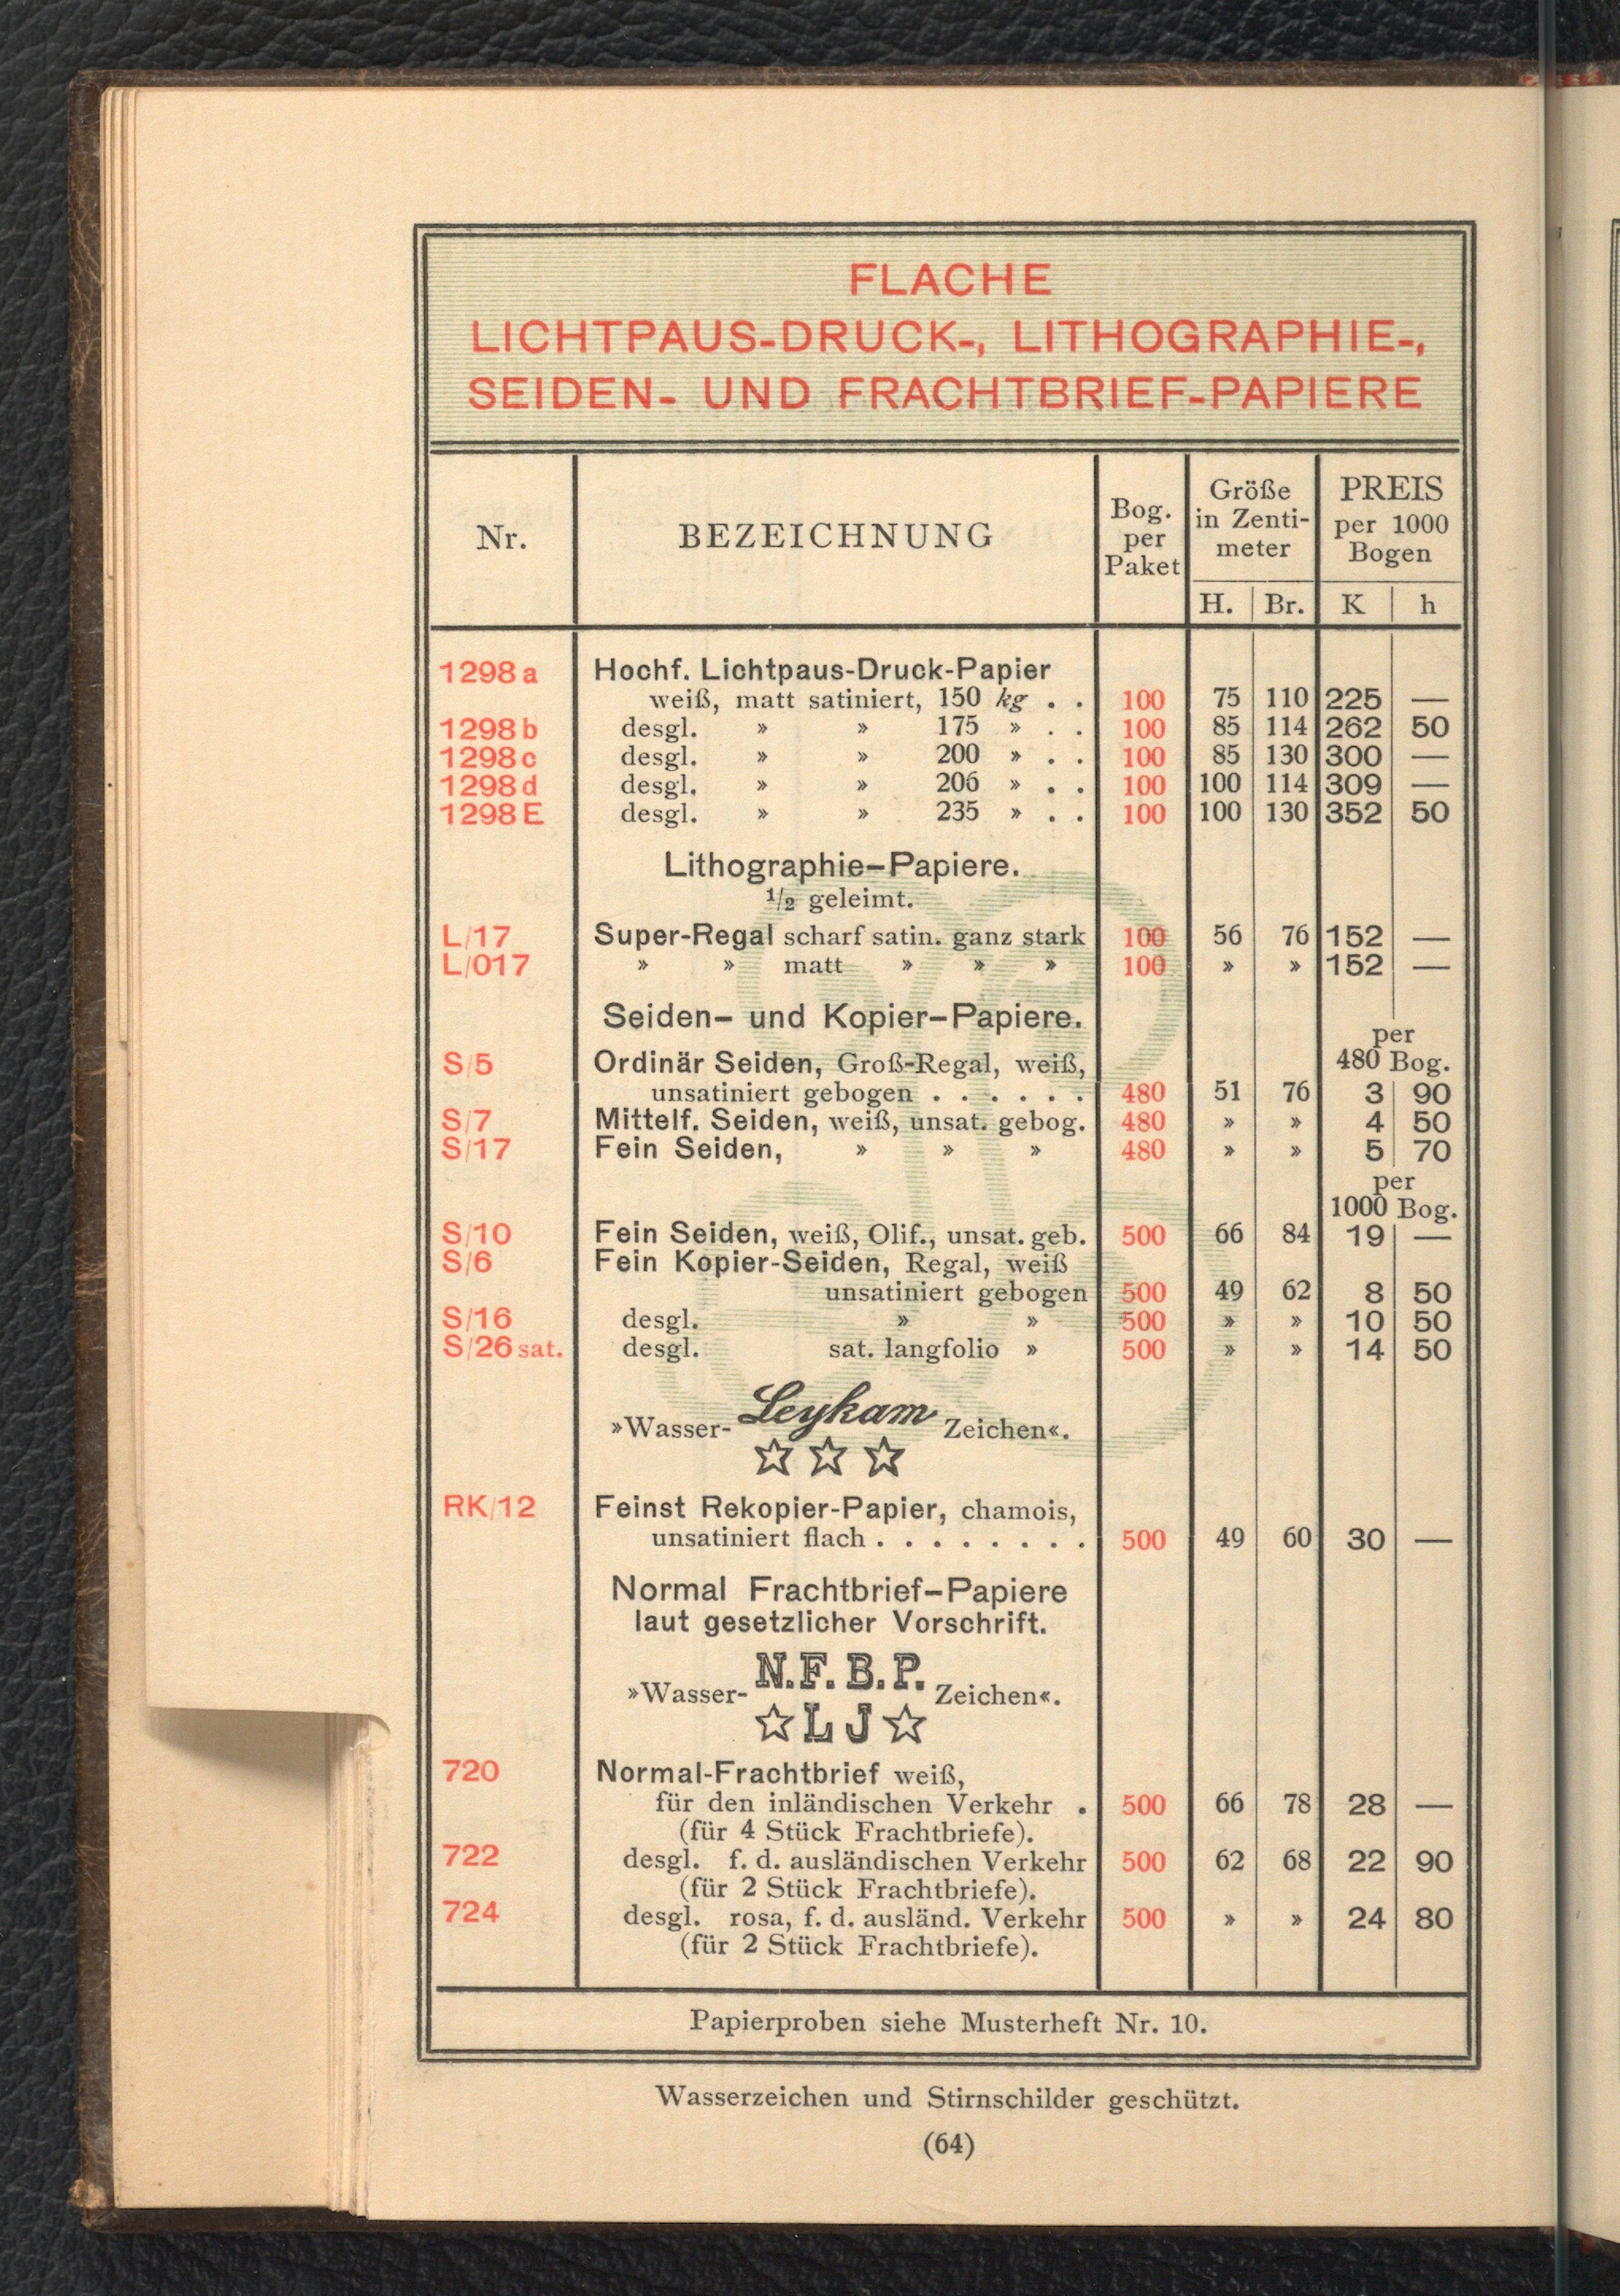 FLACHE
LICHTPAUS-DRUCK-, LITHOGRAPHIE-,
SEIDEN- UND FRACHTBRIEF-PAPIERE
Nr. BEZEICHNUNG Bog. per Paket Größe in Zenti- meter PREIS per 1000 Bogen
H. Br. K h
1298 a Hochf. Lichtpaus-Druck-Papier
weiß, matt satiniert, 150 kg . . 100 75 110 225 —
1298 b desgl. » » 175 » . . 100 85 114 262 50
1298 c desgl. » » 200 » . . 100 85 130 300 —
1298 d desgl. » » 206 » . . 100 100 114 309 —
1298 E desgl. » » 235 » . . 100 100 130 352 50
Lithographie-Papiere.
1/2 geleimt.
L/17 Super-Regal scharf satin. ganz stark 100 56 76 152 —
L/017 » » matt » » » 100 » » 152 —
Seiden- und Kopier-Papiere.
per
480 Bog.
S/5 Ordinär Seiden, Groß-Regal, weiß,
unsatiniert gebogen . . . . . . 480 51 76 3 90
S/7 Mittelf. Seiden, weiß, unsat. gebog. 480 » » 4 50
S/17 Fein Seiden, » » » 480 » » 5 70
per
1000 Bog.
S/10 Fein Seiden, weiß, Olif., unsat. geb. 500 66 84 19 —
S/6 Fein Kopier-Seiden, Regal, weiß
unsatiniert gebogen 500 49 62 8 50
S/16 desgl. » » 500 » » 10 50
S/26 sat. desgl. sat. langfolio » 500 » » 14 50
»Wasser- Leykam Zeichen«.
☆ ☆ ☆
RK/12 Feinst Rekopier-Papier, chamois,
unsatiniert flach . . . . . . . . 500 49 60 30 —
Normal Frachtbrief-Papiere
laut gesetzlicher Vorschrift.
»Wasser- N.F.B.P. Zeichen«.
☆ L J ☆
720 Normal-Frachtbrief weiß,
für den inländischen Verkehr . 500 66 78 28 —
(für 4 Stück Frachtbriefe).
722 desgl. f. d. ausländischen Verkehr 500 62 68 22 90
(für 2 Stück Frachtbriefe).
724 desgl. rosa, f. d. ausländ. Verkehr 500 » » 24 80
(für 2 Stück Frachtbriefe).
Papierproben siehe Musterheft Nr. 10.
Wasserzeichen und Stirnschilder geschützt.
(64)